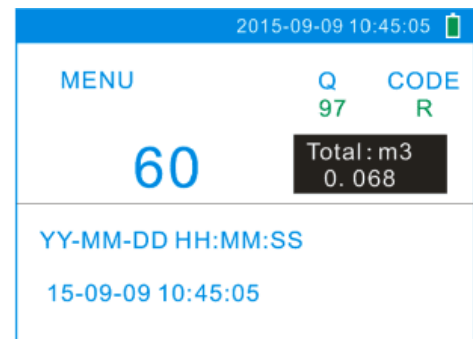 2015-09-09 10:45:05
MENU Q CODE
97 R
60 Total: m3
0. 068
YY-MM-DD HH:MM:SS
15-09-09 10:45:05